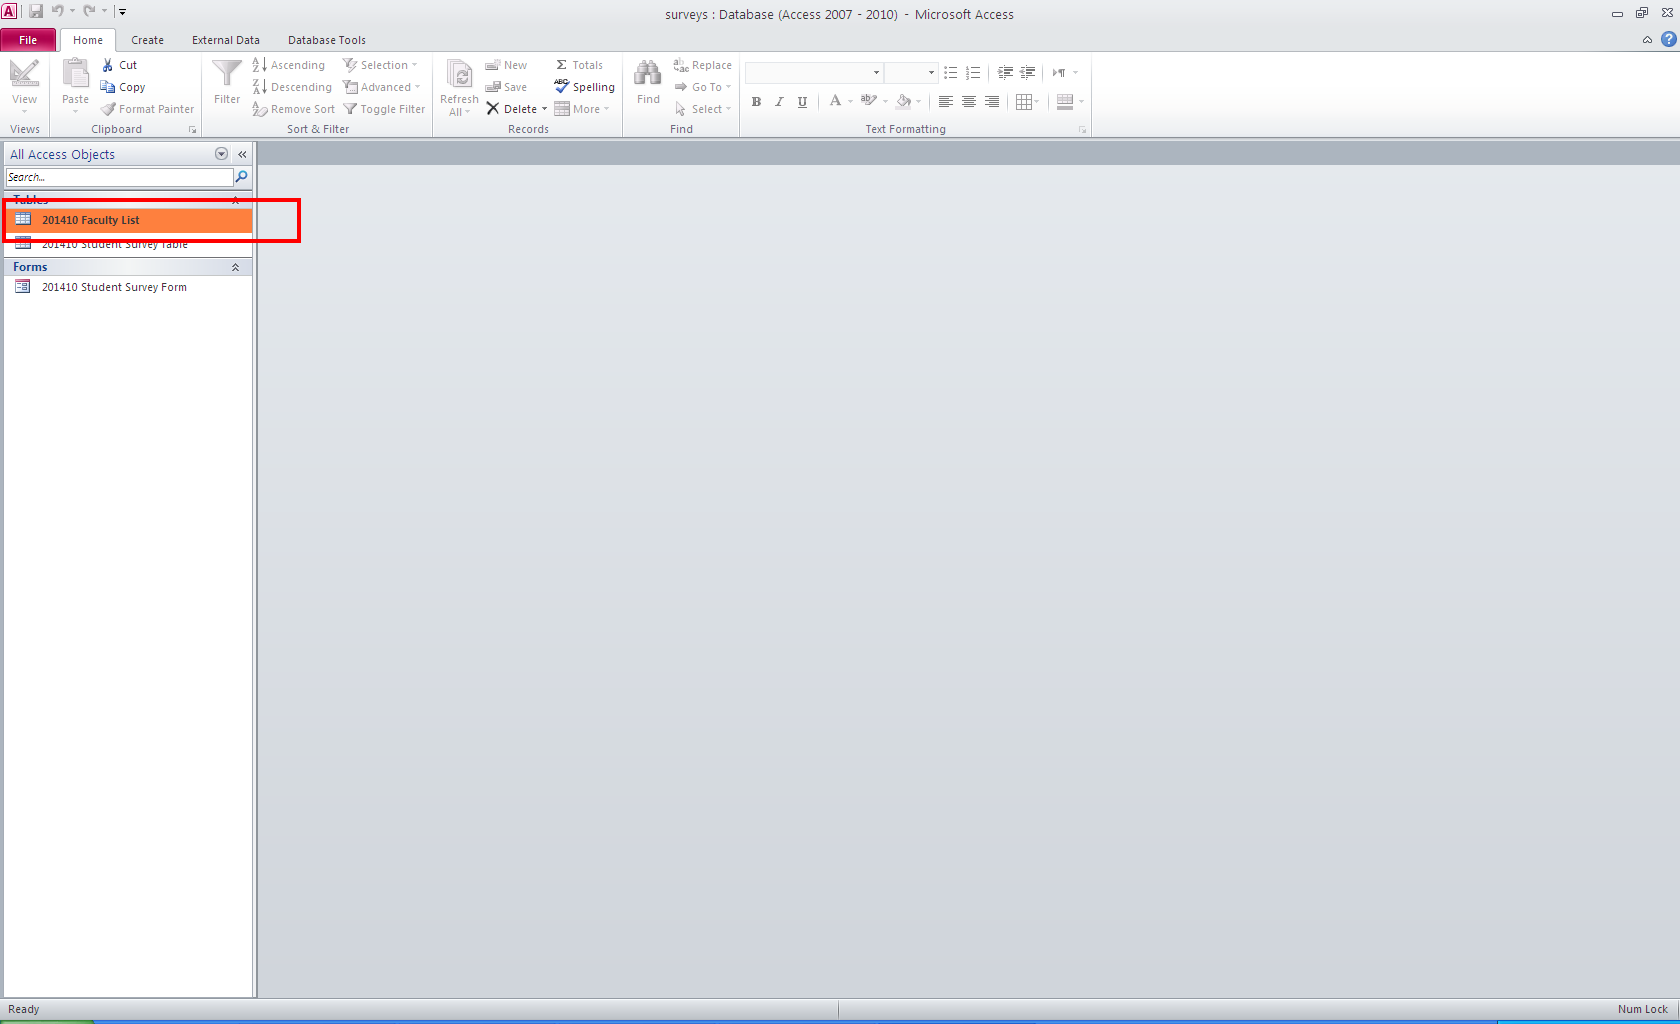 surveys : Database (Access 2007 - 2010) - Microsoft Access
File Home Create External Data Database Tools
View
Views
Paste
Cut
Copy
Format Painter
Clipboard
Filter
Ascending
Descending
Remove Sort
Selection
Advanced
Toggle Filter
Sort & Filter
Refresh
All
New
Save
Delete
Totals
Spelling
More
Records
Find
Replace
Go To
Select
Find
B I U
Text Formatting
All Access Objects
Search...
Tables
201410 Faculty List
201410 Student Survey Table
Forms
201410 Student Survey Form
Ready
Num Lock